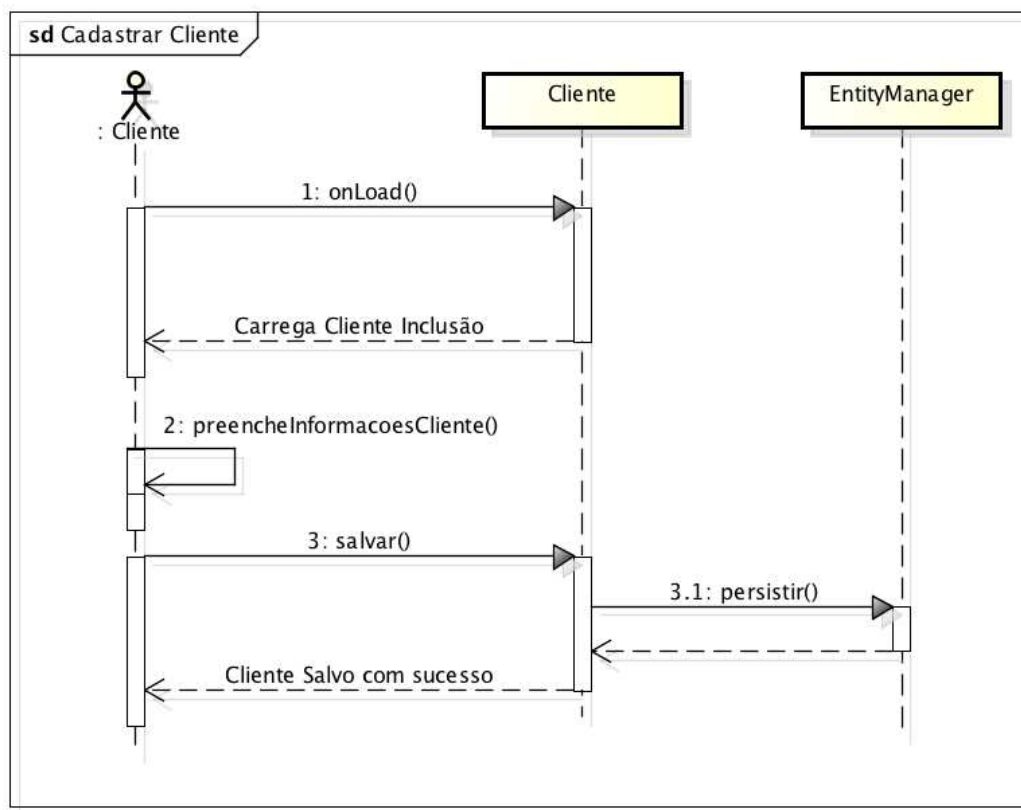 sd Cadastrar Cliente
: Cliente
Cliente
EntityManager
1: onLoad()
Carrega Cliente Inclusão
2: preencheInformacoesCliente()
3: salvar()
3.1: persistir()
Cliente Salvo com sucesso